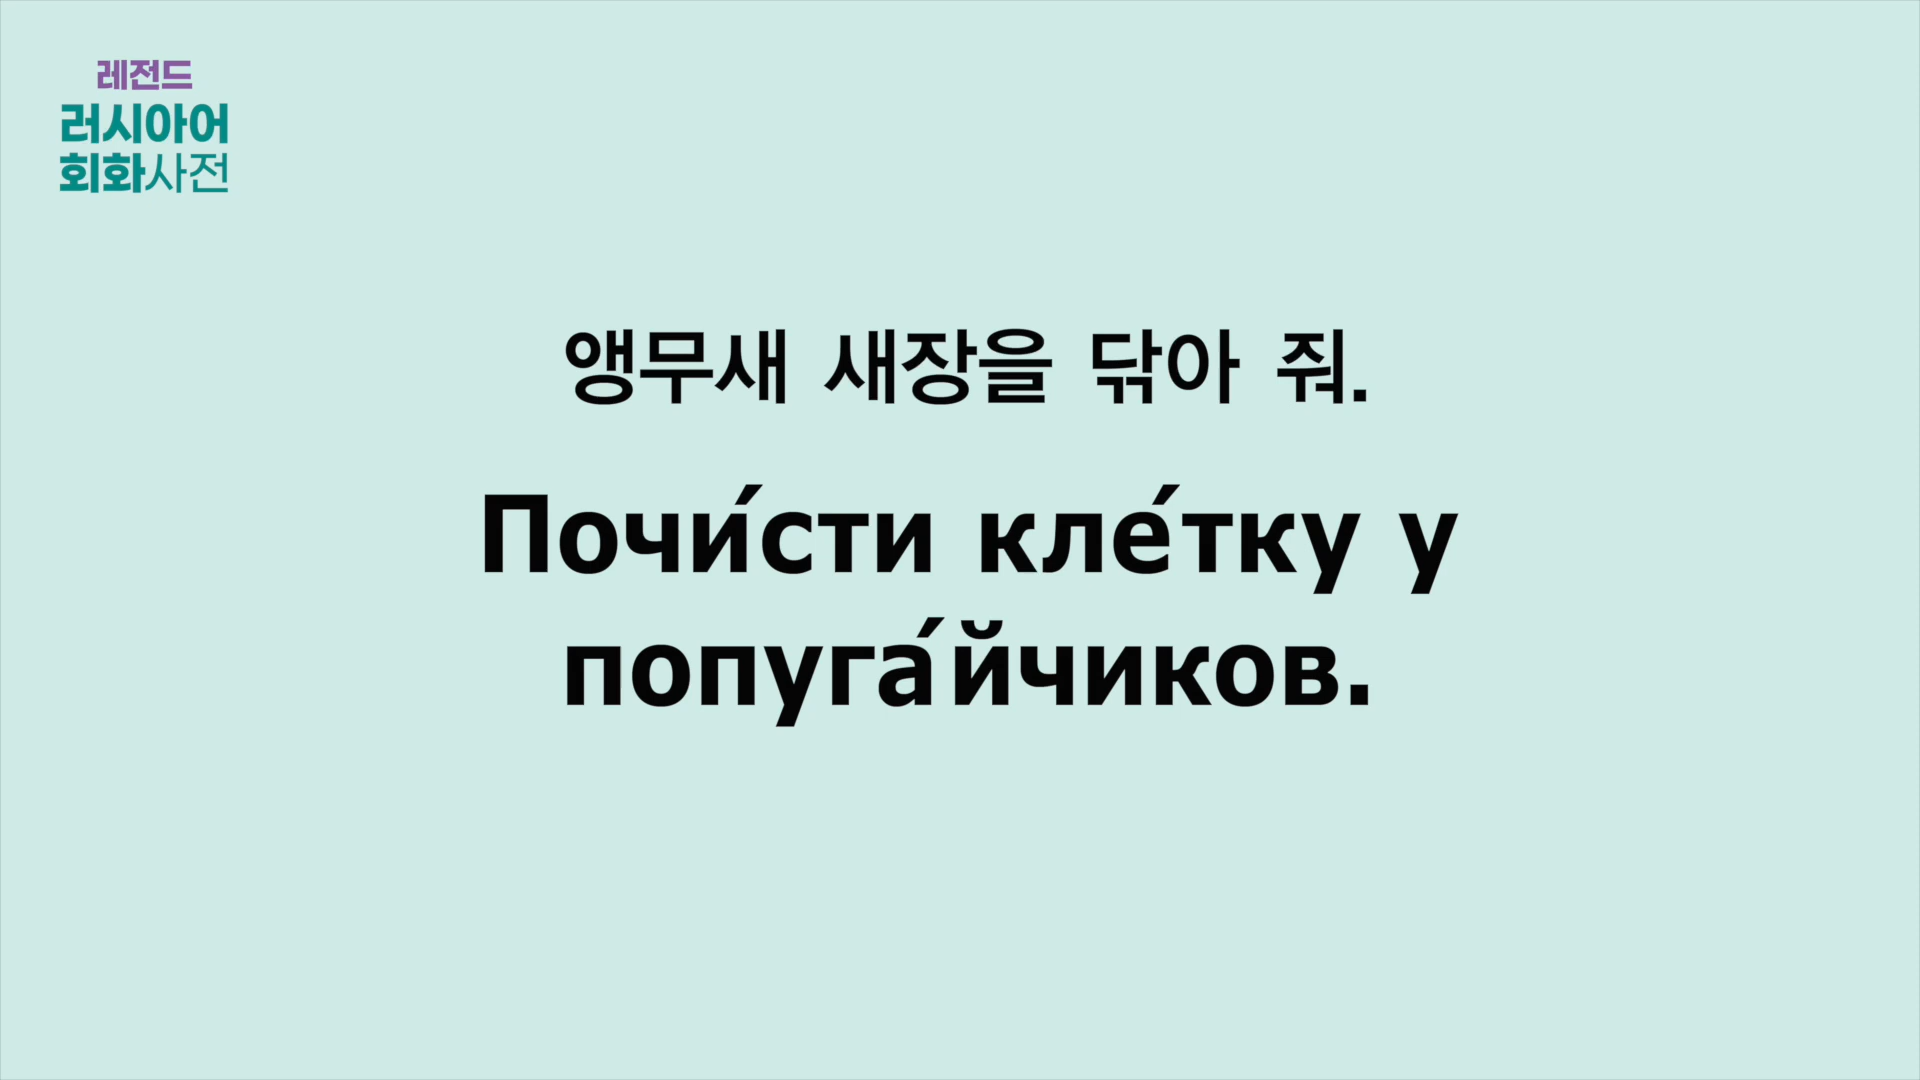 레전드
러시아어
회화사전
앵무새 새장을 닦아 줘.
Почи́сти кле́тку у
попуга́йчиков.